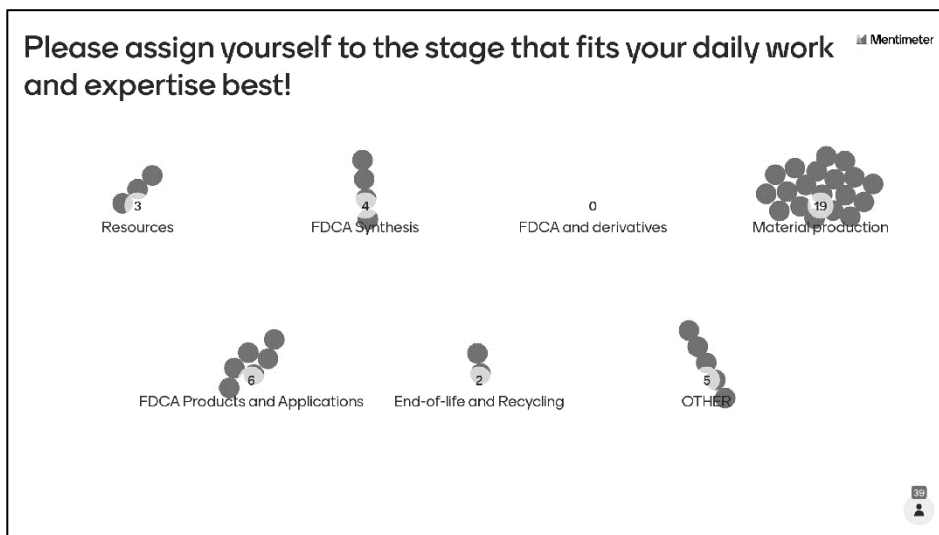 Please assign yourself to the stage that fits your daily work
and expertise best!
Mentimeter
3
Resources
4
FDCA Synthesis
0
FDCA and derivatives
19
Material production
6
FDCA Products and Applications
2
End-of-life and Recycling
5
OTHER
39